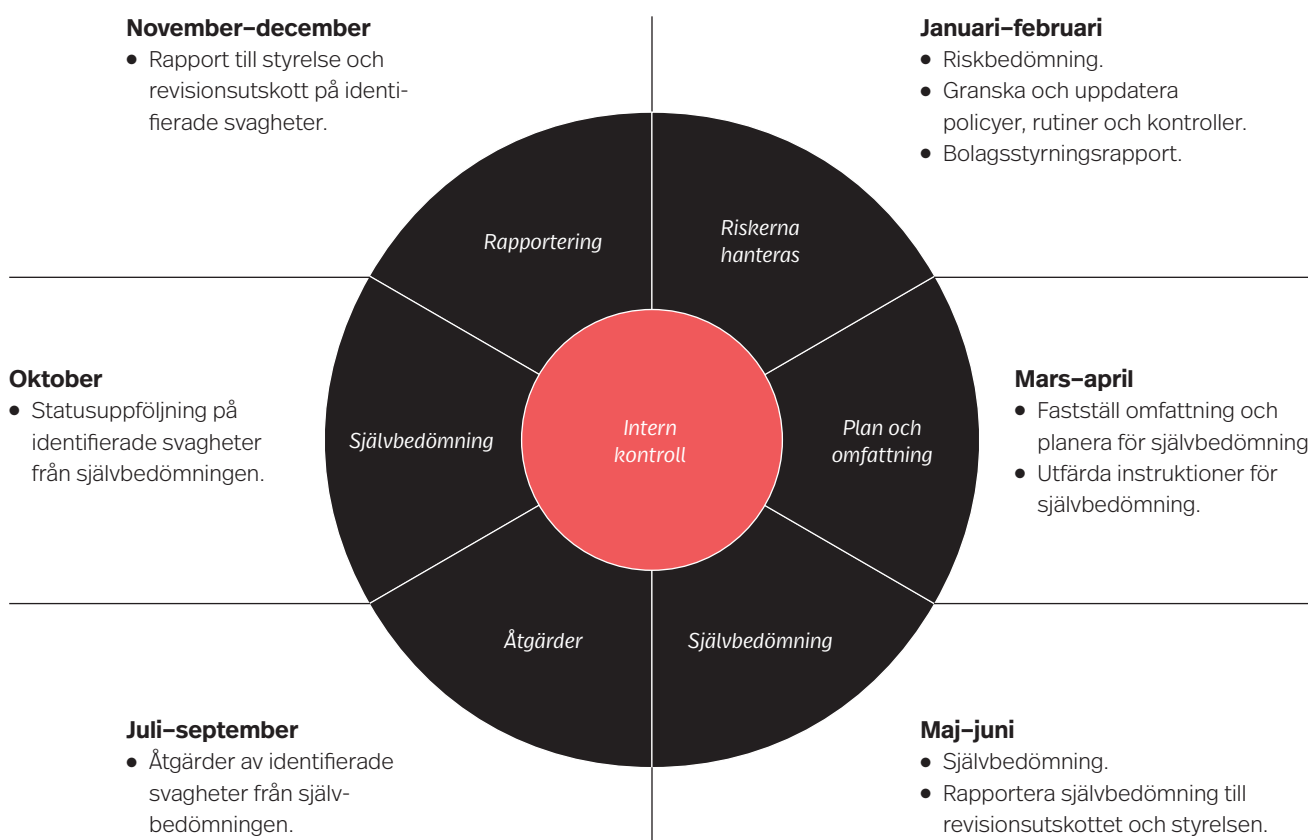 November–december
• Rapport till styrelse och
revisionsutskott på identi-
fierade svagheter.
Januari–februari
• Riskbedömning.
• Granska och uppdatera
policyer, rutiner och kontroller.
• Bolagsstyrningsrapport.
Rapportering
Riskerna
hanteras
Oktober
• Statusuppföljning på
identifierade svagheter
från självbedömningen.
Självbedömning
Intern
kontroll
Plan och
omfattning
Mars–april
• Fastställ omfattning och
planera för självbedömning
• Utfärda instruktioner för
självbedömning.
Åtgärder
Självbedömning
Juli–september
• Åtgärder av identifierade
svagheter från själv-
bedömningen.
Maj–juni
• Självbedömning.
• Rapportera självbedömning till
revisionsutskottet och styrelsen.